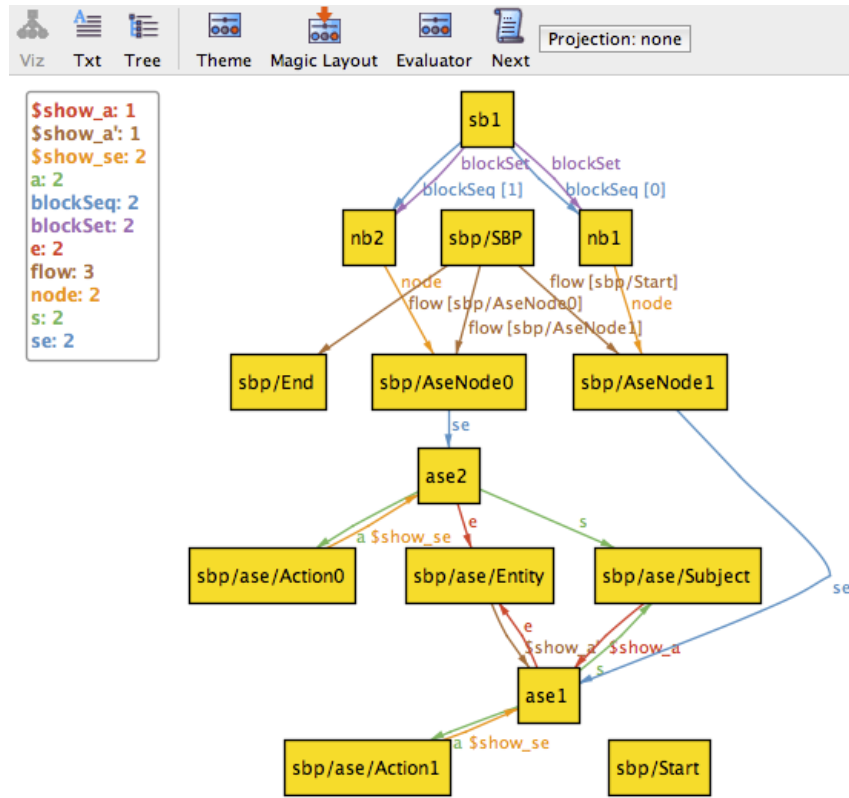 Viz Txt Tree Theme Magic Layout Evaluator Next Projection: none
$show_a: 1
$show_a': 1
$show_se: 2
a: 2
blockSeq: 2
blockSet: 2
e: 2
flow: 3
node: 2
s: 2
se: 2
sb1
blockSet blockSet
blockSeq [1] blockSeq [0]
nb2 sbp/SBP nb1
node flow [sbp/Start]
flow [sbp/AseNode0] node
flow [sbp/AseNode1]
sbp/End sbp/AseNode0 sbp/AseNode1
se
ase2
e s
a $show_se
sbp/ase/Action0 sbp/ase/Entity sbp/ase/Subject
se
e
$show_a' $show_a
s
ase1
a $show_se
sbp/ase/Action1 sbp/Start